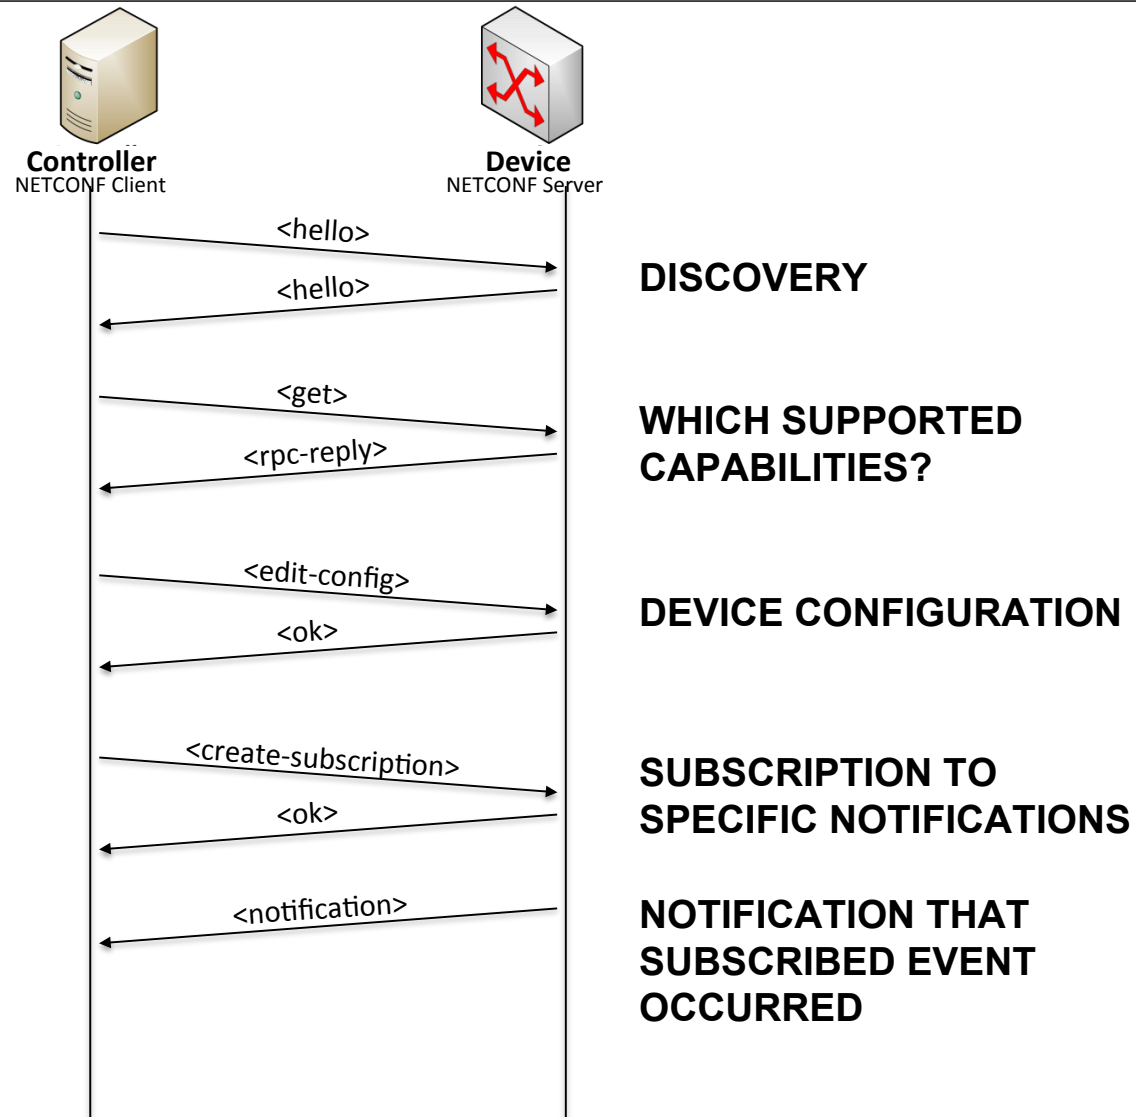 Controller
NETCONF Client
Device
NETCONF Server
<hello>
<hello>
DISCOVERY
<get>
<rpc-reply>
WHICH SUPPORTED
CAPABILITIES?
<edit-config>
<ok>
DEVICE CONFIGURATION
<create-subscription>
<ok>
SUBSCRIPTION TO
SPECIFIC NOTIFICATIONS
<notification>
NOTIFICATION THAT
SUBSCRIBED EVENT
OCCURRED